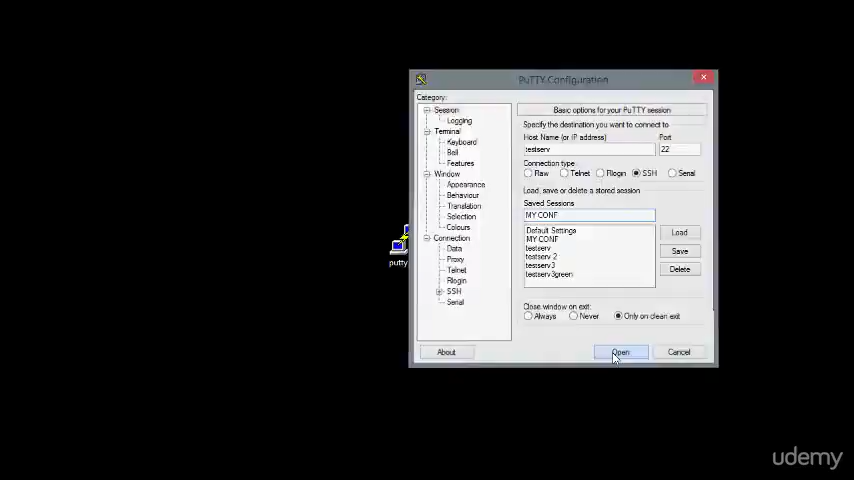 PuTTY Configuration
Category:
Session
Logging
Terminal
Keyboard
Bell
Features
Window
Appearance
Behaviour
Translation
Selection
Colours
Connection
Data
Proxy
Telnet
Rlogin
SSH
Serial
Basic options for your PuTTY session
Specify the destination you want to connect to
Host Name (or IP address) Port
testserv 22
Connection type:
Raw Telnet Rlogin SSH Serial
Load, save or delete a stored session
Saved Sessions
MY CONF
Default Settings
MY CONF
testserv
testserv 2
testserv3
testserv3green
Load
Save
Delete
Close window on exit:
Always Never Only on clean exit
About Open Cancel
putty
udemy